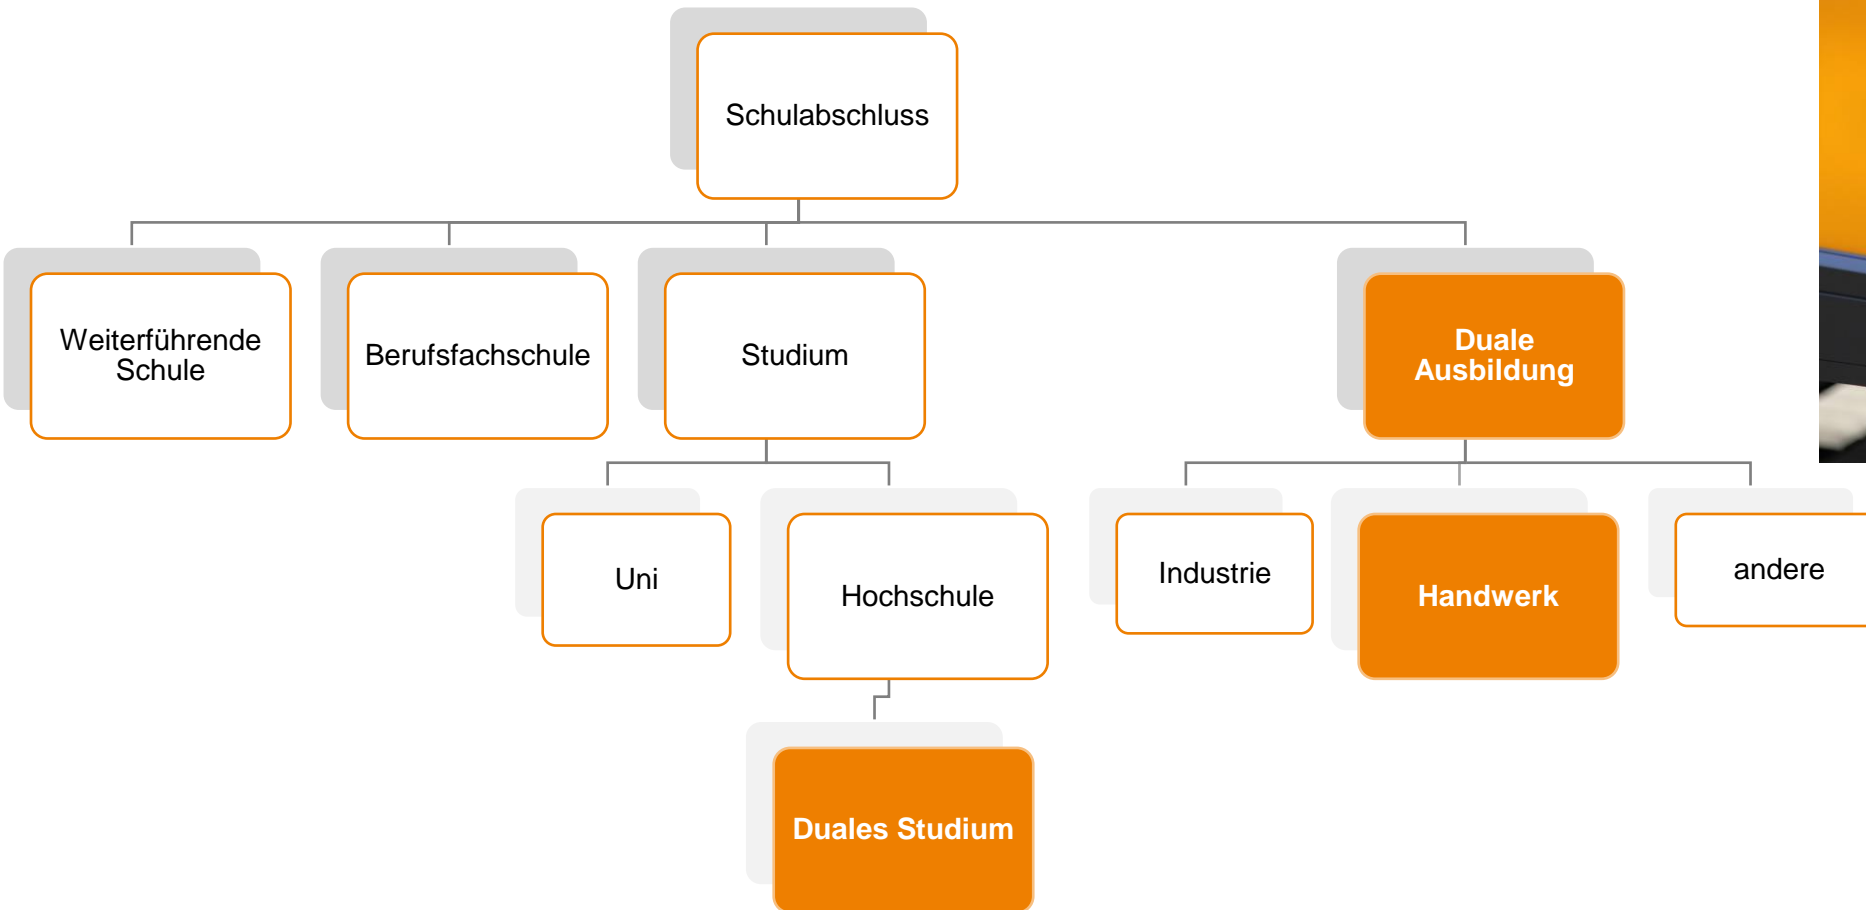 Schulabschluss
Weiterführende
Schule
Berufsfachschule
Studium
Duale
Ausbildung
Uni
Hochschule
Industrie
Handwerk
andere
Duales Studium